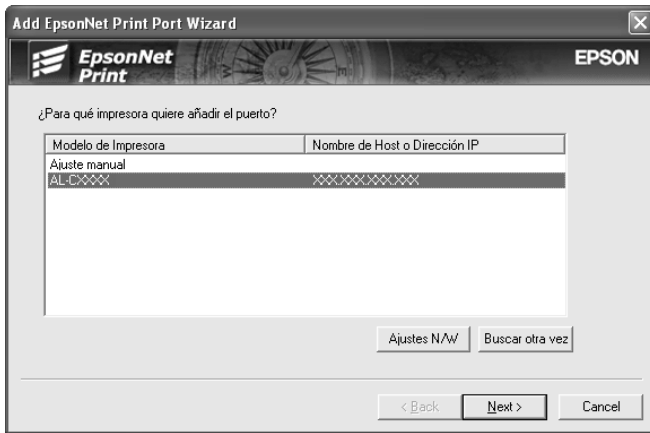 Add EpsonNet Print Port Wizard
EpsonNet
Print
EPSON
¿Para qué impresora quiere añadir el puerto?
Modelo de Impresora Nombre de Host o Dirección IP
Ajuste manual
AL-CXXXX XXX.XXX.XXX.XXX
Ajustes N/W Buscar otra vez
< Back Next > Cancel